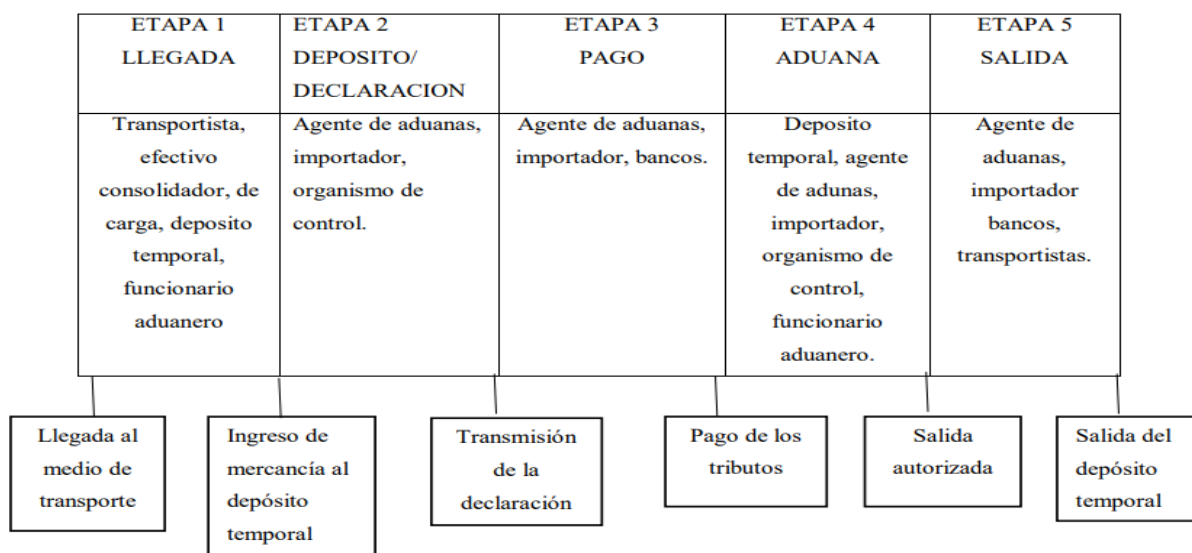 ETAPA 1
LLEGADA
ETAPA 2
DEPOSITO/
DECLARACION
ETAPA 3
PAGO
ETAPA 4
ADUANA
ETAPA 5
SALIDA
Transportista,
efectivo
consolidador, de
carga, deposito
temporal,
funcionario
aduanero
Agente de aduanas,
importador,
organismo de
control.
Agente de aduanas,
importador, bancos.
Deposito
temporal, agente
de adunas,
importador,
organismo de
control,
funcionario
aduanero.
Agente de
aduanas,
importador
bancos,
transportistas.
Llegada al
medio de
transporte
Ingreso de
mercancía al
depósito
temporal
Transmisión
de la
declaración
Pago de los
tributos
Salida
autorizada
Salida del
depósito
temporal